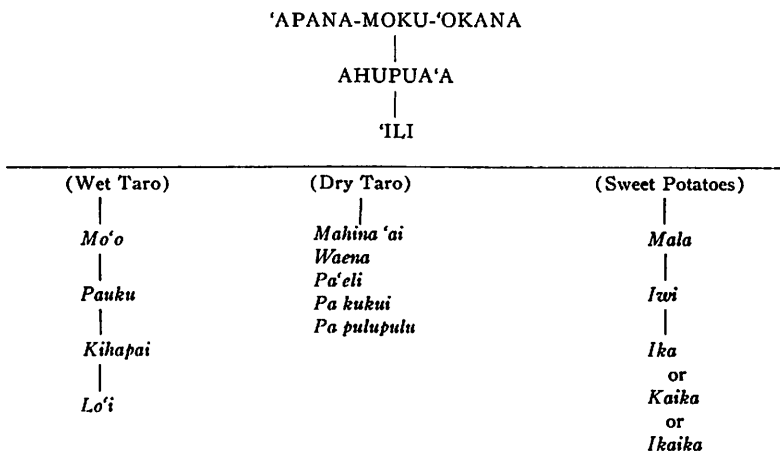 ‘APANA-MOKU-‘OKANA
AHUPUA‘A
‘ILI
(Wet Taro) (Dry Taro) (Sweet Potatoes)
Mo‘o
Pauku
Kihapai
Lo‘i
Mahina ‘ai
Waena
Pa‘eli
Pa kukui
Pa pulupulu
Mala
Iwi
Ika
or
Kaika
or
Ikaika